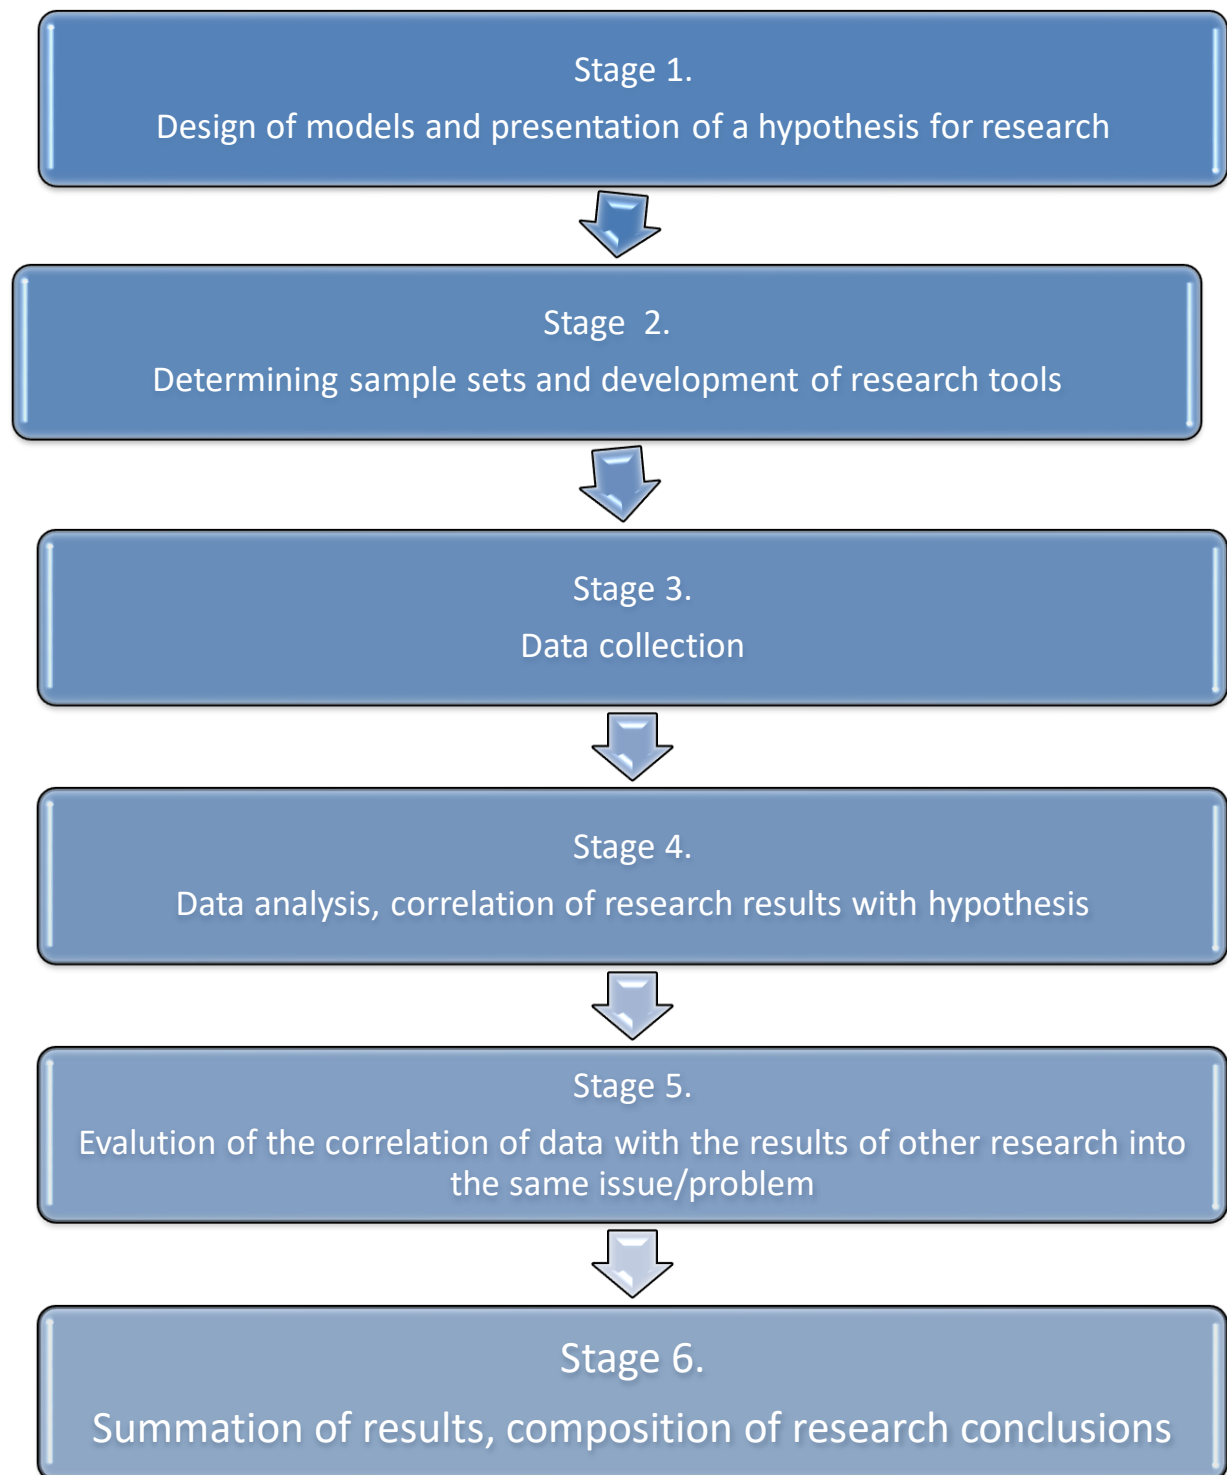 Stage 1.
Design of models and presentation of a hypothesis for research
Stage  2.
Determining sample sets and development of research tools
Stage 3.
Data collection
Stage 4.
Data analysis, correlation of research results with hypothesis
Stage 5.
Evalution of the correlation of data with the results of other research into
the same issue/problem
Stage 6.
Summation of results, composition of research conclusions